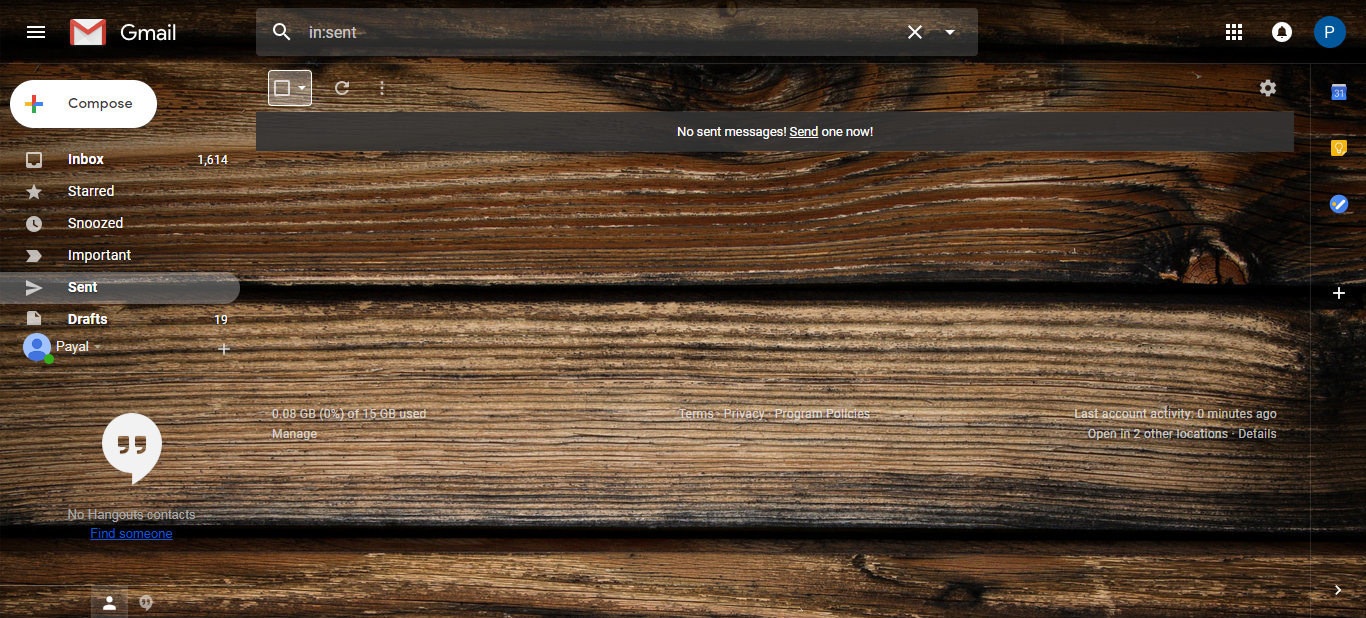 Gmail
in:sent
P
Compose
No sent messages! Send one now!
31
Inbox 1,614
Starred
Snoozed
Important
Sent
Drafts 19
Payal
0.08 GB (0%) of 15 GB used
Manage
Terms · Privacy · Program Policies
Last account activity: 0 minutes ago
Open in 2 other locations · Details
No Hangouts contacts
Find someone